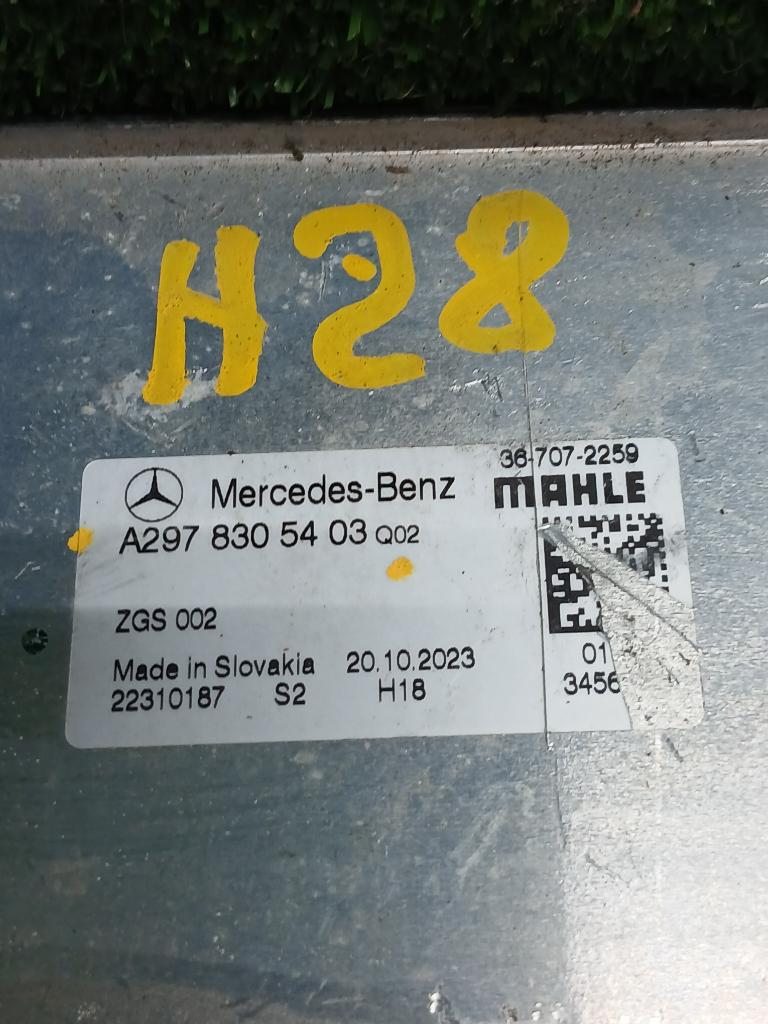 H28
36-707-2259
Mercedes-Benz MAHLE
A297 830 54 03 Q02
ZGS 002
Made in Slovakia 20.10.2023 01
22310187 S2 H18 3456